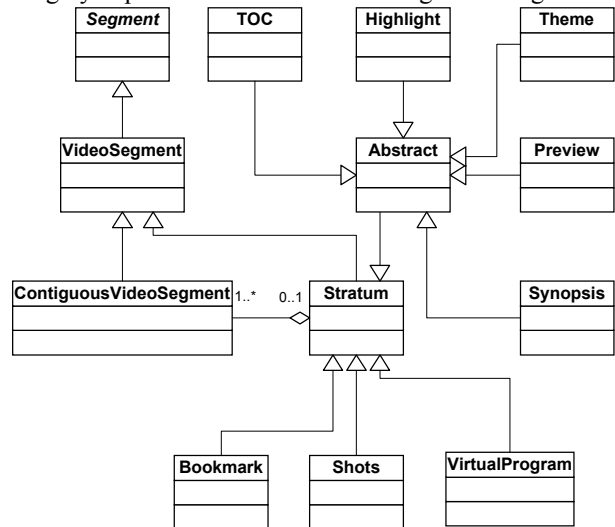 Segment
TOC
Highlight
Theme
VideoSegment
Abstract
Preview
ContiguousVideoSegment
1..*
0..1
Stratum
Synopsis
Bookmark
Shots
VirtualProgram